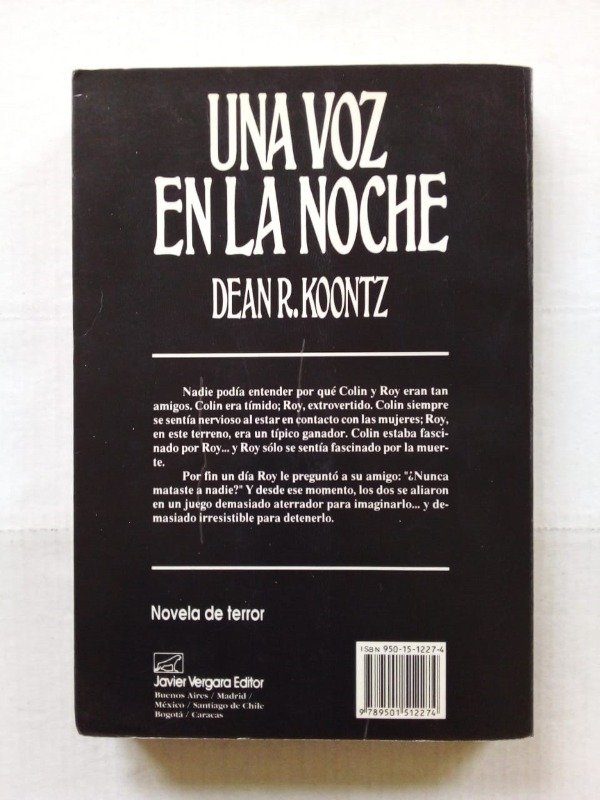 UNA VOZ
EN LA NOCHE
DEAN R. KOONTZ
Nadie podía entender por qué Colin y Roy eran tan
amigos. Colin era tímido; Roy, extrovertido. Colin siempre
se sentía nervioso al estar en contacto con las mujeres; Roy,
en este terreno, era un típico ganador. Colin estaba fasci-
nado por Roy... y Roy sólo se sentía fascinado por la muer-
te.
Por fin un día Roy le preguntó a su amigo: "¿Nunca
mataste a nadie?" Y desde ese momento, los dos se aliaron
en un juego demasiado aterrador para imaginarlo... y de-
masiado irresistible para detenerlo.
Novela de terror
Javier Vergara Editor
Buenos Aires / Madrid /
México / Santiago de Chile
Bogotá / Caracas
ISBN 950-15-1227-4
9 789501 512274